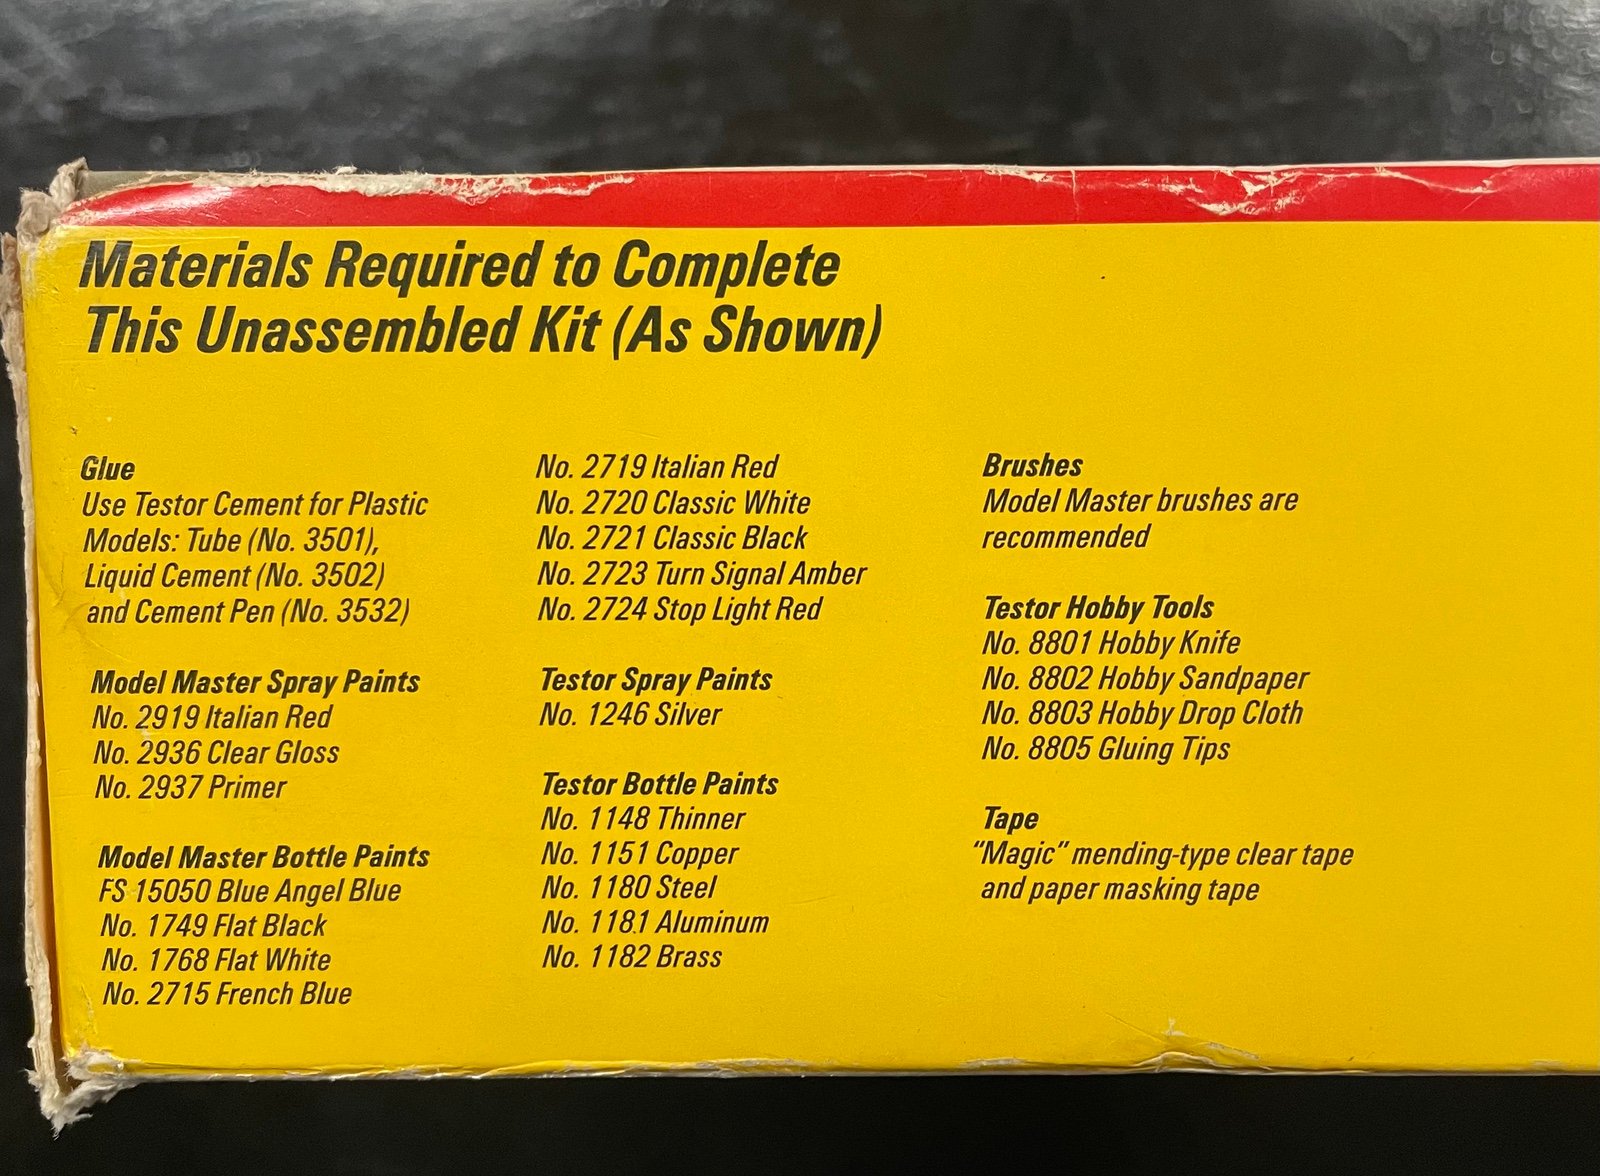 Materials Required to Complete
This Unassembled Kit (As Shown)
Glue
Use Testor Cement for Plastic
Models: Tube (No. 3501),
Liquid Cement (No. 3502)
and Cement Pen (No. 3532)
Model Master Spray Paints
No. 2919 Italian Red
No. 2936 Clear Gloss
No. 2937 Primer
Model Master Bottle Paints
FS 15050 Blue Angel Blue
No. 1749 Flat Black
No. 1768 Flat White
No. 2715 French Blue
No. 2719 Italian Red
No. 2720 Classic White
No. 2721 Classic Black
No. 2723 Turn Signal Amber
No. 2724 Stop Light Red
Testor Spray Paints
No. 1246 Silver
Testor Bottle Paints
No. 1148 Thinner
No. 1151 Copper
No. 1180 Steel
No. 1181 Aluminum
No. 1182 Brass
Brushes
Model Master brushes are
recommended
Testor Hobby Tools
No. 8801 Hobby Knife
No. 8802 Hobby Sandpaper
No. 8803 Hobby Drop Cloth
No. 8805 Gluing Tips
Tape
"Magic" mending-type clear tape
and paper masking tape